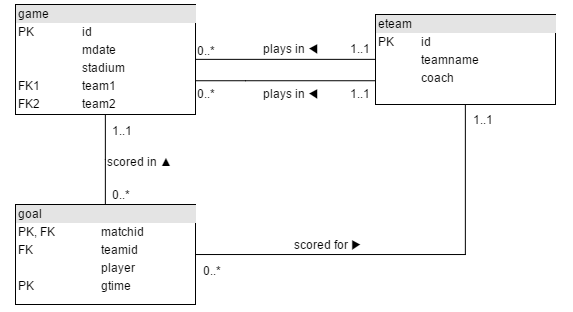 game
PK id
mdate
stadium
FK1 team1
FK2 team2
0..* plays in ◀ 1..1
0..* plays in ◀ 1..1
eteam
PK id
teamname
coach
1..1
scored in ▲
0..*
1..1
goal
PK, FK matchid
FK teamid
player
PK gtime
scored for ▶
0..*